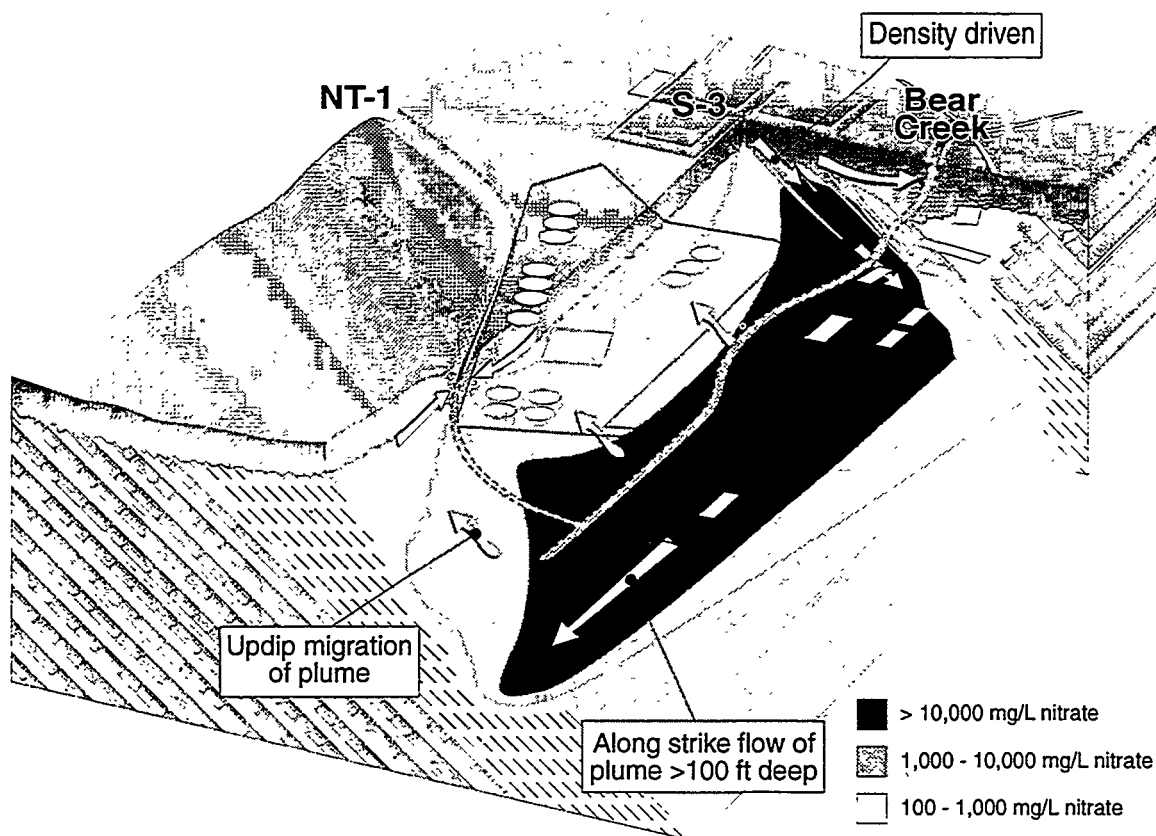 Density driven
NT-1
S-3
Bear
Creek
Updip migration
of plume
Along strike flow of
plume >100 ft deep
> 10,000 mg/L nitrate
1,000 - 10,000 mg/L nitrate
100 - 1,000 mg/L nitrate